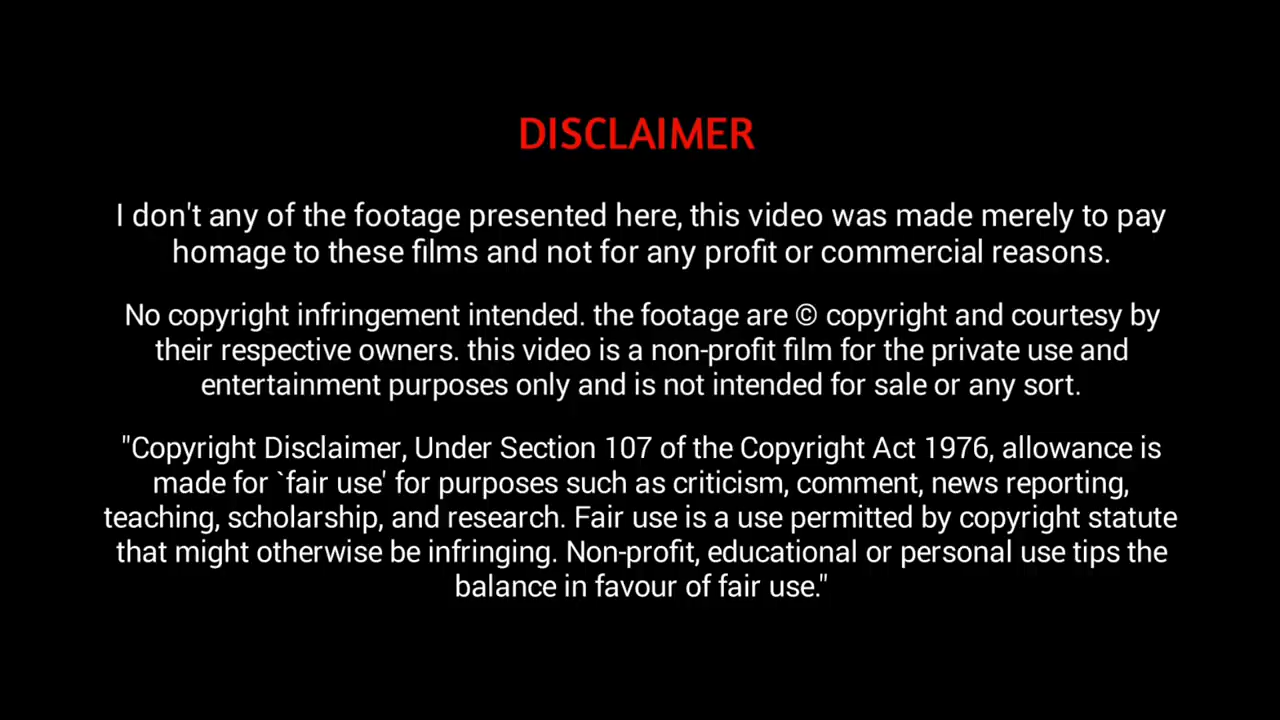 DISCLAIMER
I don't any of the footage presented here, this video was made merely to pay
homage to these films and not for any profit or commercial reasons.
No copyright infringement intended. the footage are © copyright and courtesy by
their respective owners. this video is a non-profit film for the private use and
entertainment purposes only and is not intended for sale or any sort.
"Copyright Disclaimer, Under Section 107 of the Copyright Act 1976, allowance is
made for `fair use' for purposes such as criticism, comment, news reporting,
teaching, scholarship, and research. Fair use is a use permitted by copyright statute
that might otherwise be infringing. Non-profit, educational or personal use tips the
balance in favour of fair use."